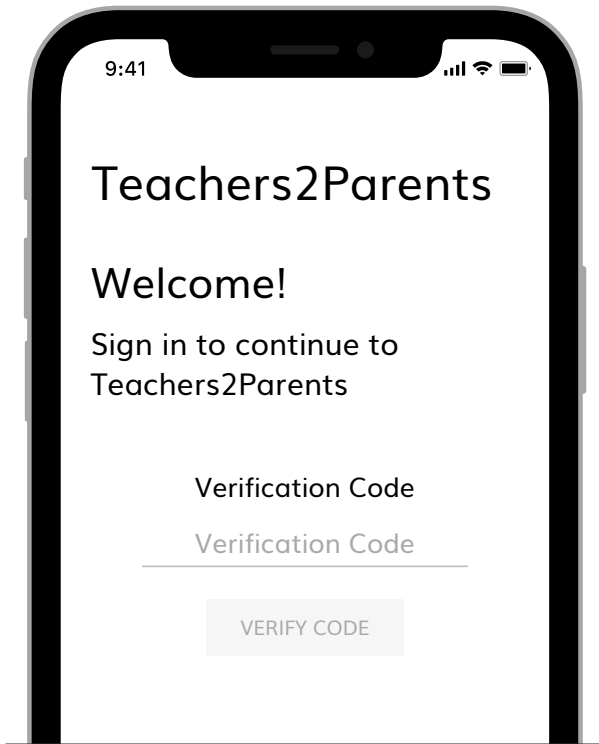 9:41
Teachers2Parents
Welcome!
Sign in to continue to
Teachers2Parents
Verification Code
Verification Code
VERIFY CODE